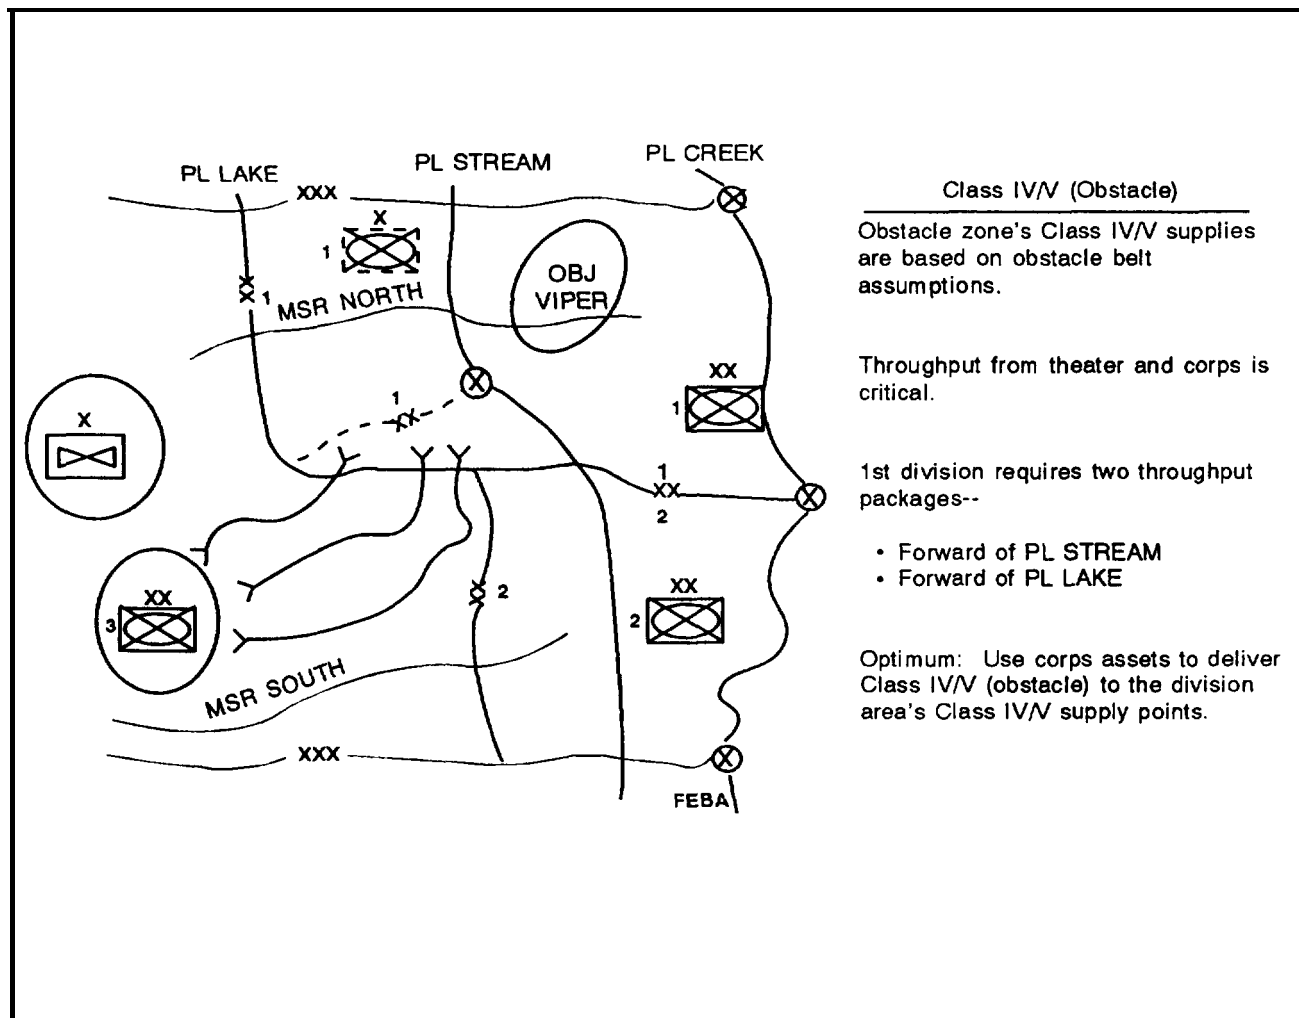 PL LAKE
XXX
PL STREAM
PL CREEK
X
1
X
OBJ
VIPER
XX
1
MSR NORTH
XX
1
X
1
XX
X
1
XX
2
X
XX
2
XX
2
XX
3
MSR SOUTH
XXX
X
FEBA
Class IV/V (Obstacle)
Obstacle zone's Class IV/V supplies
are based on obstacle belt
assumptions.
Throughput from theater and corps is
critical.
1st division requires two throughput
packages--
• Forward of PL STREAM
• Forward of PL LAKE
Optimum: Use corps assets to deliver
Class IV/V (obstacle) to the division
area's Class IV/V supply points.